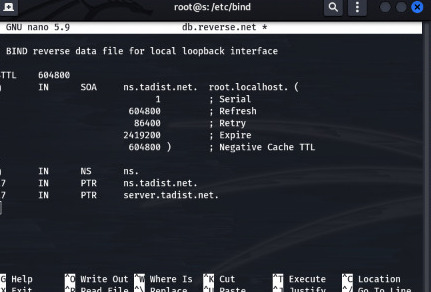 root@s: /etc/bind
GNU nano 5.9 db.reverse.net *
BIND reverse data file for local loopback interface
TTL 604800
IN SOA ns.tadist.net. root.localhost. (
1 ; Serial
604800 ; Refresh
86400 ; Retry
2419200 ; Expire
604800 ) ; Negative Cache TTL
IN NS ns.
7 IN PTR ns.tadist.net.
7 IN PTR server.tadist.net.
Help ^O Write Out ^W Where Is ^K Cut ^T Execute ^C Location
Exit ^R Read File ^\ Replace ^U Paste ^J Justify ^/ Go To Line